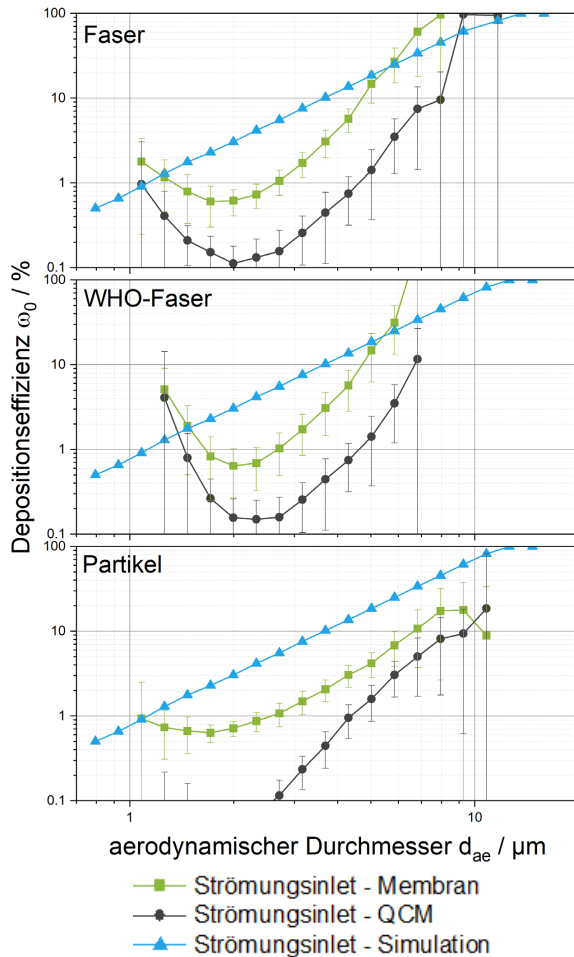 Faser
100
10
1
0.1
WHO-Faser
100
10
1
0.1
Partikel
100
10
1
0.1
Depositionseffizienz ω0 / %
1
10
aerodynamischer Durchmesser dae / µm
Strömungsinlet - Membran
Strömungsinlet - QCM
Strömungsinlet - Simulation